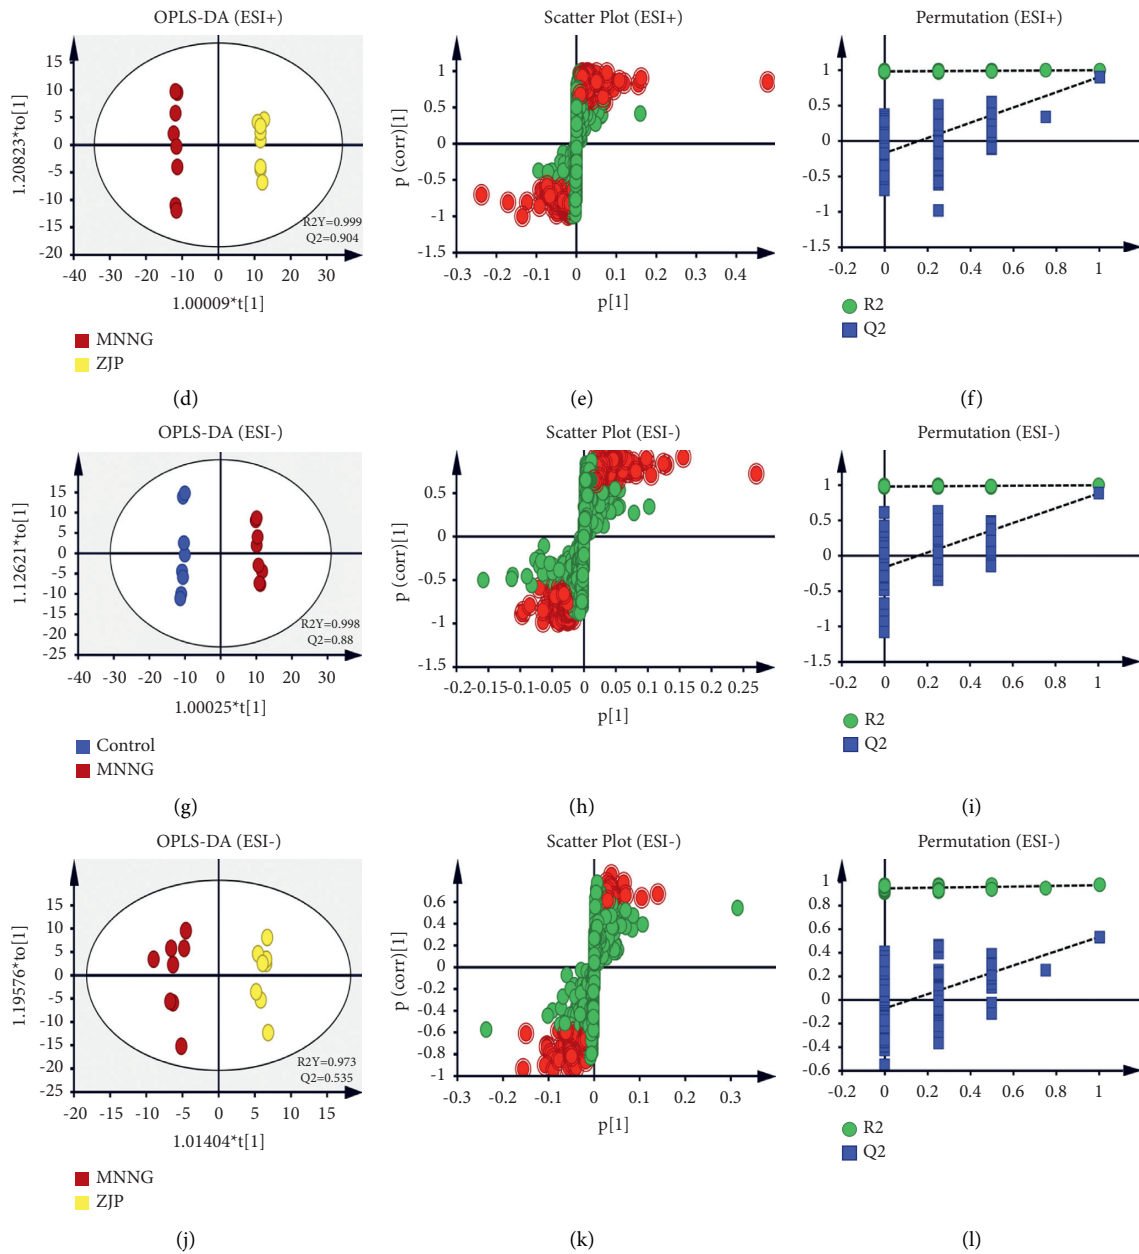 OPLS-DA (ESI+)
1.20823*to[1]
15
10
5
0
-5
-10
-15
-20
R2Y=0.999
Q2=0.904
-40 -30 -20 -10 0 10 20 30
1.00009*t[1]
MNNG
ZJP
(d)
Scatter Plot (ESI+)
p (corr)[1]
1
0.5
0
-0.5
-1
-1.5
-0.3 -0.2 -0.1 0 0.1 0.2 0.4
p[1]
(e)
Permutation (ESI+)
1
0.5
0
-0.5
-1
-1.5
-0.2 0 0.2 0.4 0.6 0.8 1
R2
Q2
(f)
OPLS-DA (ESI-)
1.12621*to[1]
15
10
5
0
-5
-10
-15
-20
-25
R2Y=0.998
Q2=0.88
-40 -30 -20 -10 0 10 20 30
1.00025*t[1]
Control
MNNG
(g)
Scatter Plot (ESI-)
p (corr)[1]
0.5
0
-0.5
-1
-1.5
-0.2 -0.15 -0.1 -0.05 0 0.05 0.15 0.2 0.25
p[1]
(h)
Permutation (ESI-)
1
0.5
0
-0.5
-1
-1.5
-0.2 0 0.2 0.4 0.6 0.8 1
R2
Q2
(i)
OPLS-DA (ESI-)
1.19576*to[1]
15
10
5
0
-5
-10
-15
-20
-25
R2Y=0.973
Q2=0.535
-20 -15 -10 -5 0 5 10 15
1.01404*t[1]
MNNG
ZJP
(j)
Scatter Plot (ESI-)
p (corr)[1]
0.6
0.4
0.2
0
-0.2
-0.4
-0.6
-0.8
-1
-0.3 -0.2 -0.1 0 0.1 0.2 0.3
p[1]
(k)
Permutation (ESI-)
1
0.8
0.6
0.4
0.2
0
-0.2
-0.4
-0.6
-0.2 0 0.2 0.4 0.6 0.8 1
R2
Q2
(l)